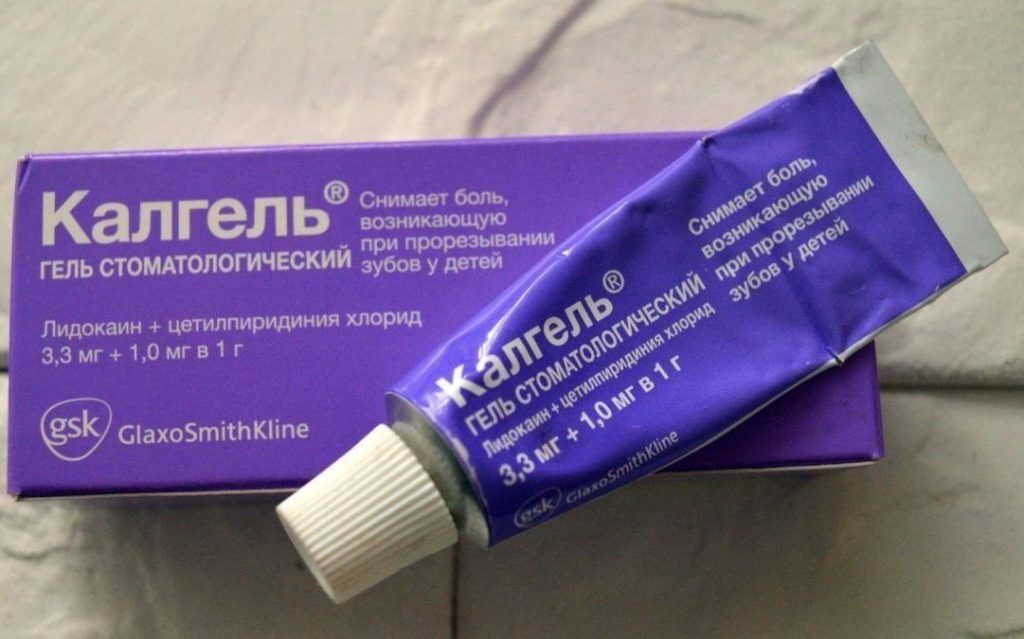 Калгель®
ГЕЛЬ СТОМАТОЛОГИЧЕСКИЙ
Снимает боль,
возникающую
при прорезывании
зубов у детей
Лидокаин + цетилпиридиния хлорид
3,3 мг + 1,0 мг в 1 г
gsk GlaxoSmithKline
Калгель®
ГЕЛЬ СТОМАТОЛОГИЧЕСКИЙ
Лидокаин + цетилпиридиния хлорид
3,3 мг + 1,0 мг в 1 г
gsk GlaxoSmithKline
Снимает боль,
возникающую
при прорезывании
зубов у детей